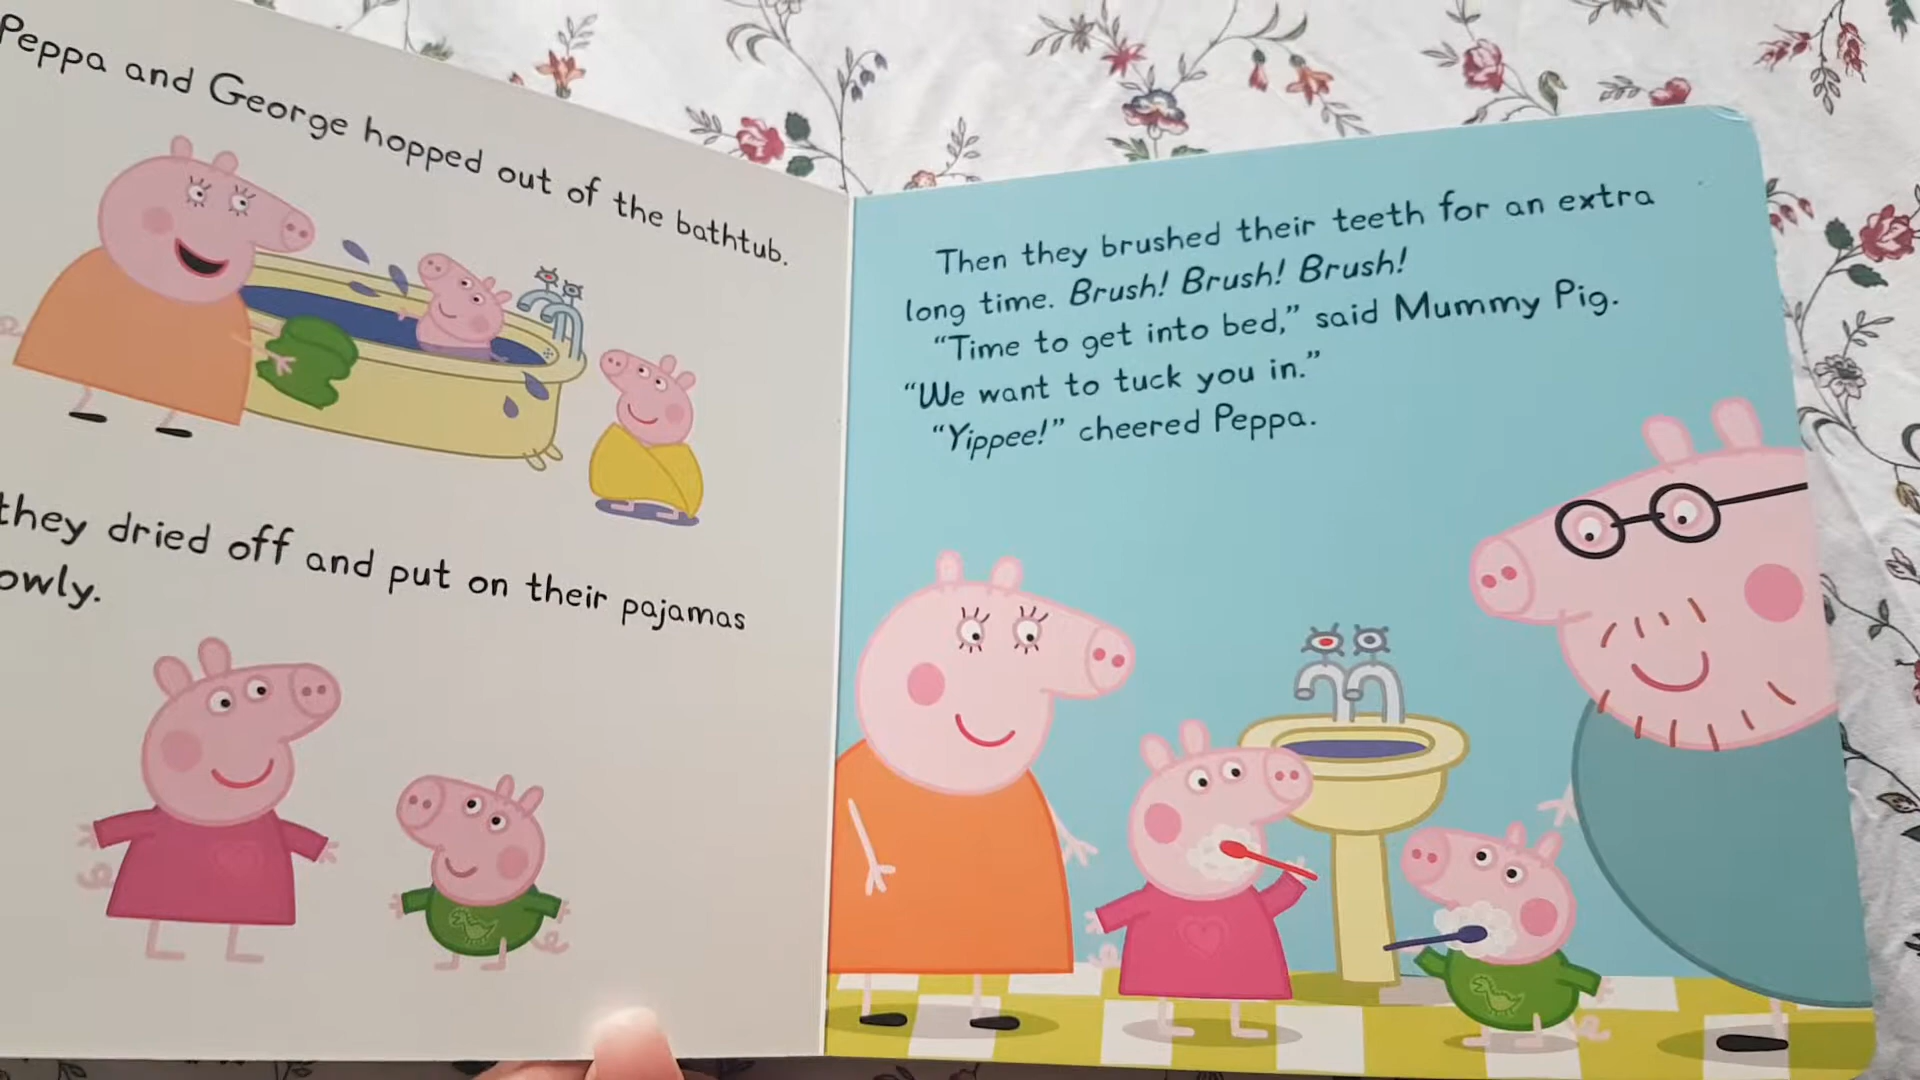 Peppa and George hopped out of the bathtub.
they dried off and put on their pajamas
owly.
Then they brushed their teeth for an extra
long time. Brush! Brush! Brush!
“Time to get into bed,” said Mummy Pig.
“We want to tuck you in.”
“Yippee!” cheered Peppa.